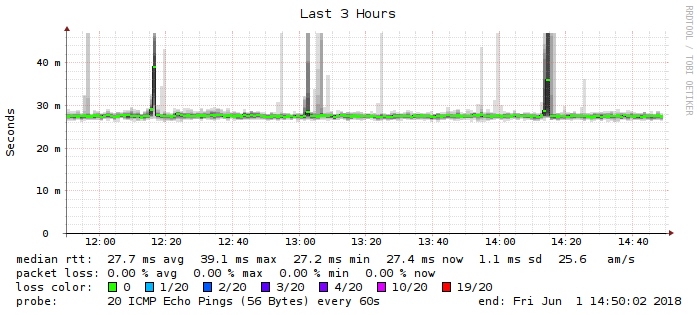 Last 3 Hours
RRDTOOL / TOBI OETIKER
Seconds
40 m
30 m
20 m
10 m
0
12:00 12:20 12:40 13:00 13:20 13:40 14:00 14:20 14:40
median rtt: 27.7 ms avg 39.1 ms max 27.2 ms min 27.4 ms now 1.1 ms sd 25.6 am/s
packet loss: 0.00 % avg 0.00 % max 0.00 % min 0.00 % now
loss color: 0 1/20 2/20 3/20 4/20 10/20 19/20
probe: 20 ICMP Echo Pings (56 Bytes) every 60s end: Fri Jun 1 14:50:02 2018